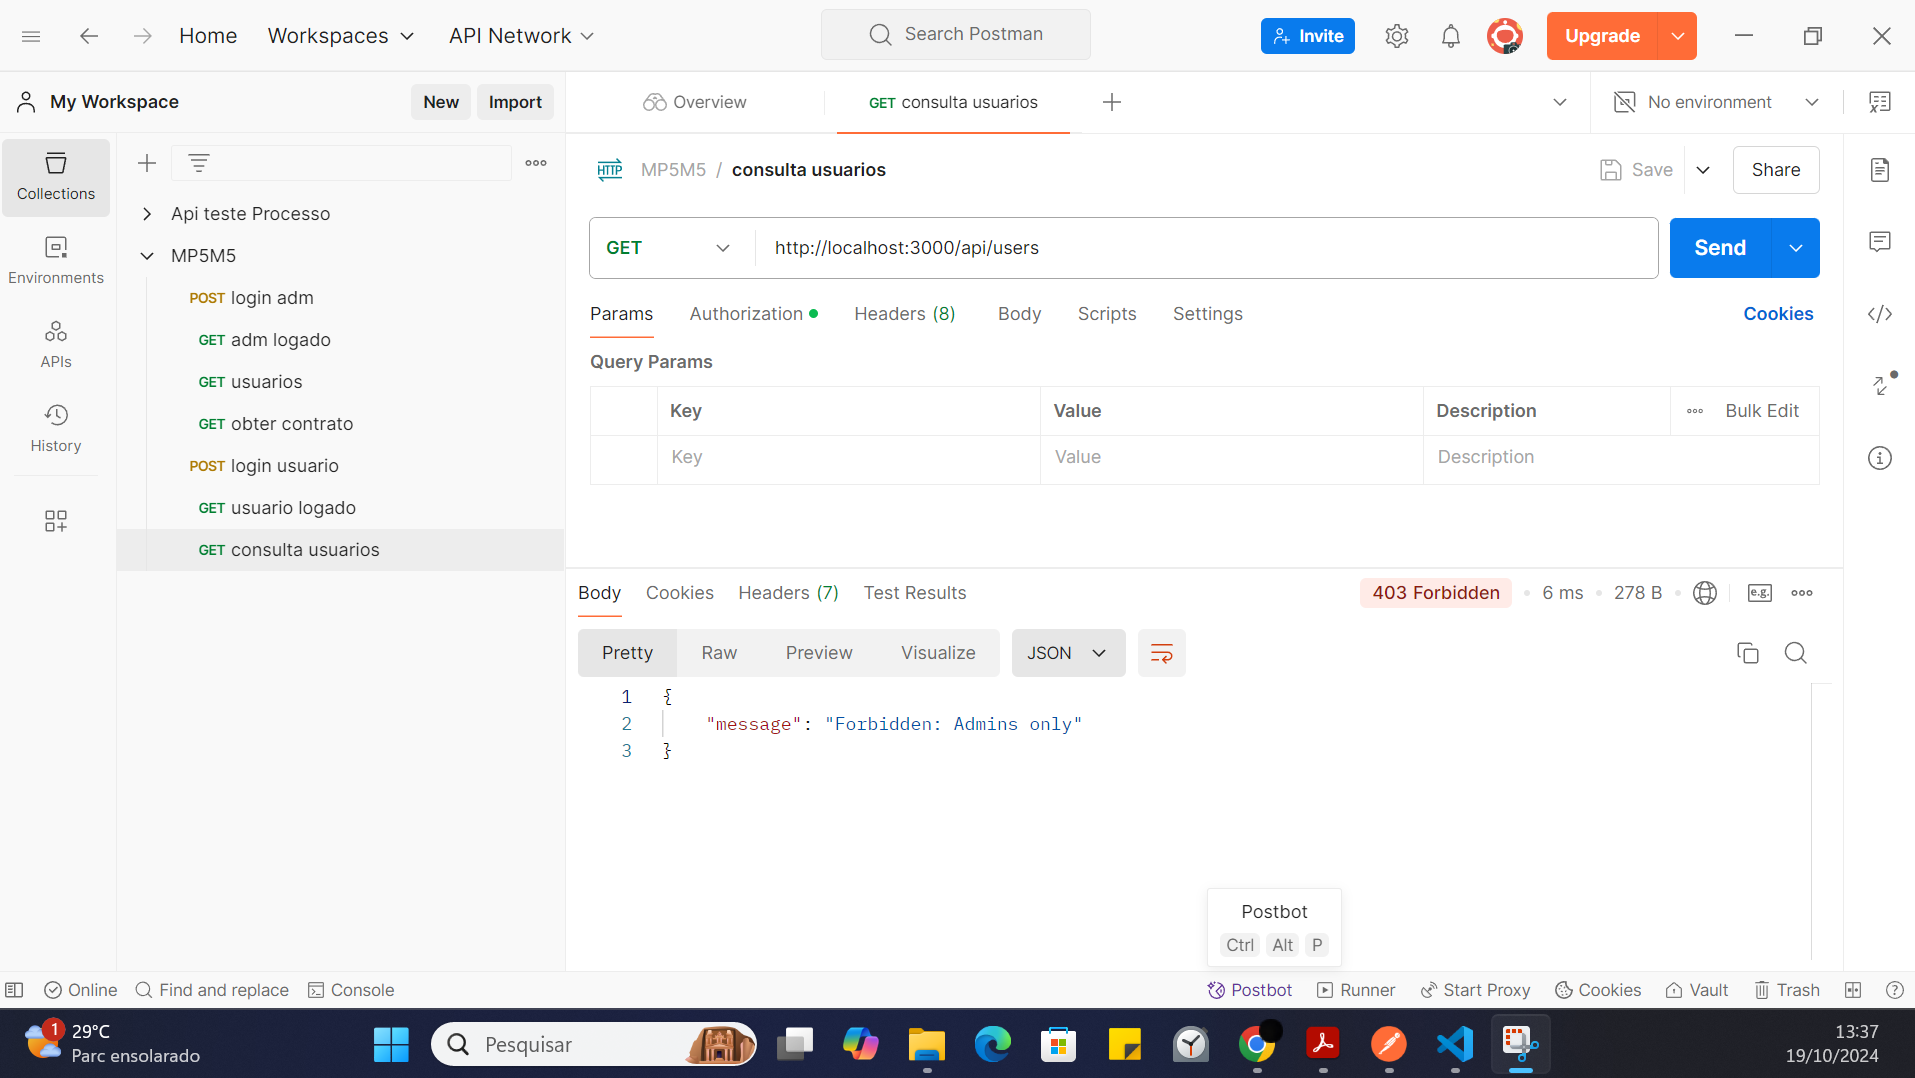 Home Workspaces API Network Search Postman Invite Upgrade
My Workspace New Import Overview GET consulta usuarios No environment
Collections
Environments
APIs
History
Api teste Processo
MP5M5
POST login adm
GET adm logado
GET usuarios
GET obter contrato
POST login usuario
GET usuario logado
GET consulta usuarios
HTTP MP5M5 / consulta usuarios Save Share
GET http://localhost:3000/api/users Send
Params Authorization Headers (8) Body Scripts Settings Cookies
Query Params
Key Value Description Bulk Edit
Key Value Description
Body Cookies Headers (7) Test Results 403 Forbidden 6 ms 278 B e.g.
Pretty Raw Preview Visualize JSON
1 {
2 "message": "Forbidden: Admins only"
3 }
Postbot
Ctrl Alt P
Online Find and replace Console Postbot Runner Start Proxy Cookies Vault Trash
1 29°C
Parc ensolarado
Pesquisar
13:37
19/10/2024